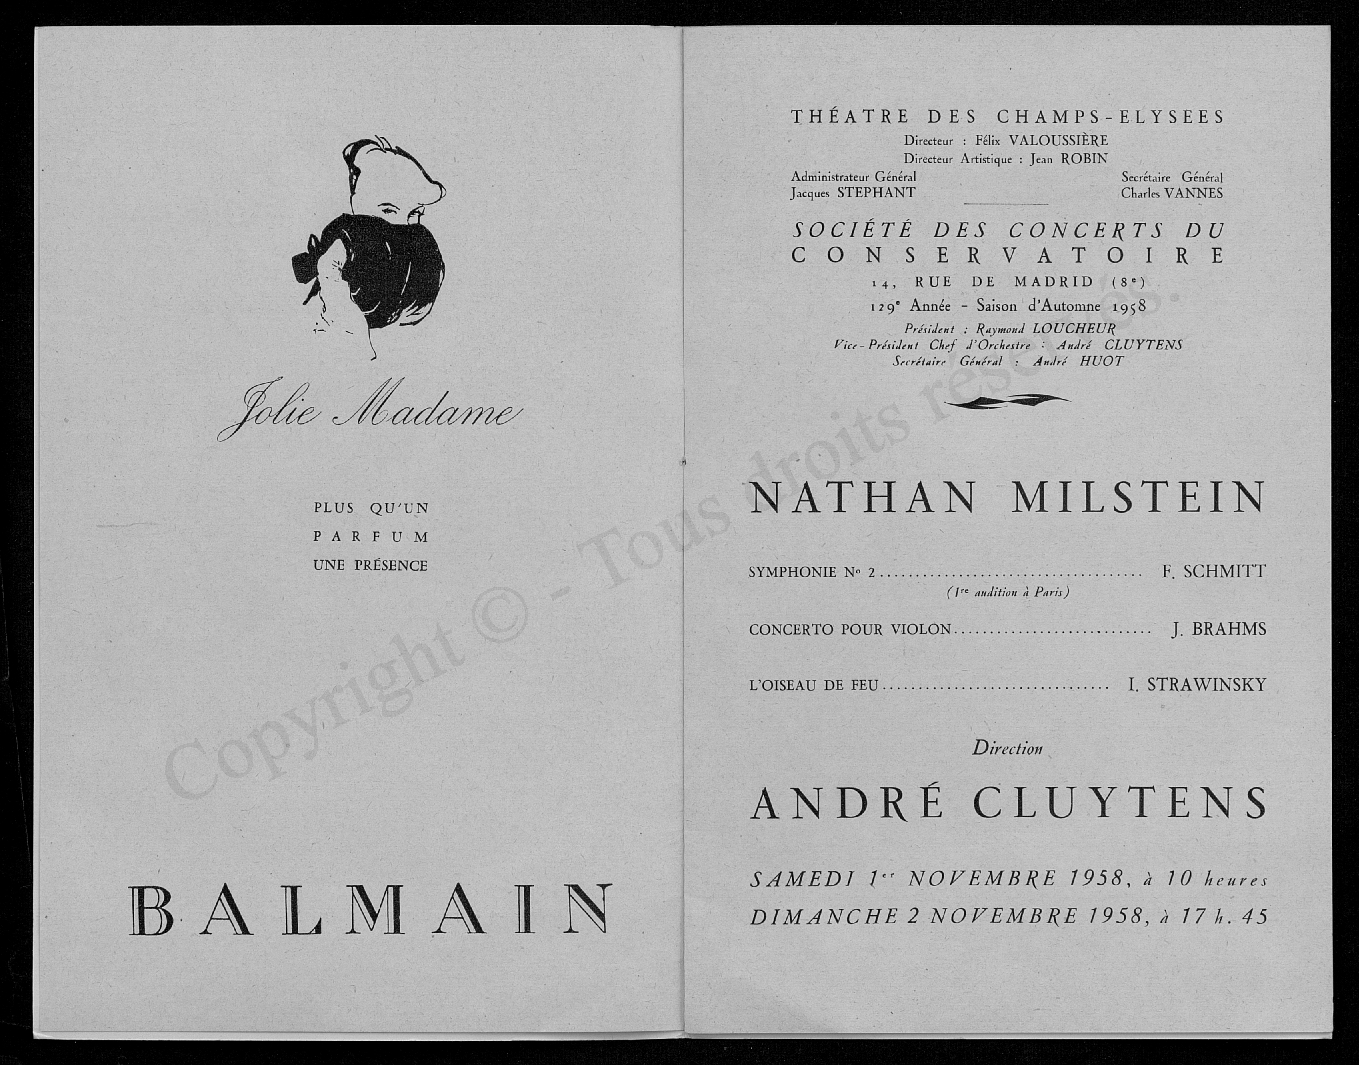 Jolie Madame
PLUS QU'UN
PARFUM
UNE PRÉSENCE
BALMAIN
THÉATRE DES CHAMPS-ELYSEES
Directeur : Félix VALOUSSIÈRE
Directeur Artistique : Jean ROBIN
Administrateur Général
Jacques STEPHANT
Secrétaire Général
Charles VANNES
SOCIÉTÉ DES CONCERTS DU
CONSERVATOIRE
14, RUE DE MADRID (8e)
129e Année - Saison d'Automne 1958
Président : Raymond LOUCHEUR
Vice-Président Chef d'Orchestre : André CLUYTENS
Secrétaire Général : André HUOT
NATHAN MILSTEIN
SYMPHONIE No 2 .................................... F. SCHMITT
(1re audition à Paris)
CONCERTO POUR VIOLON............................ J. BRAHMS
L'OISEAU DE FEU................................ I. STRAWINSKY
Direction
ANDRÉ CLUYTENS
SAMEDI 1er NOVEMBRE 1958, à 10 heures
DIMANCHE 2 NOVEMBRE 1958, à 17 h. 45
Copyright © - Tous droits réservés.